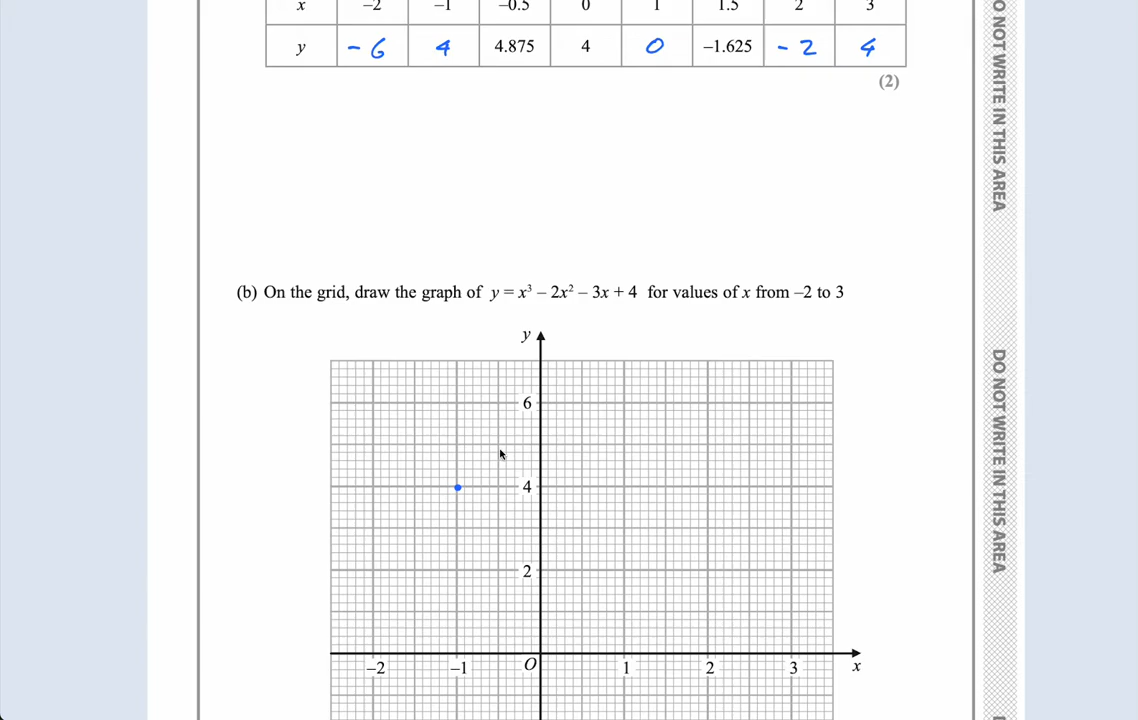 x −2 −1 −0.5 0 1 1.5 2 3
y -6 4 4.875 4 0 −1.625 -2 4
(2)
(b) On the grid, draw the graph of y = x³ – 2x² – 3x + 4 for values of x from –2 to 3
y
6
4
2
–2 –1 O 1 2 3 x
O NOT WRITE IN THIS AREA
DO NOT WRITE IN THIS AREA